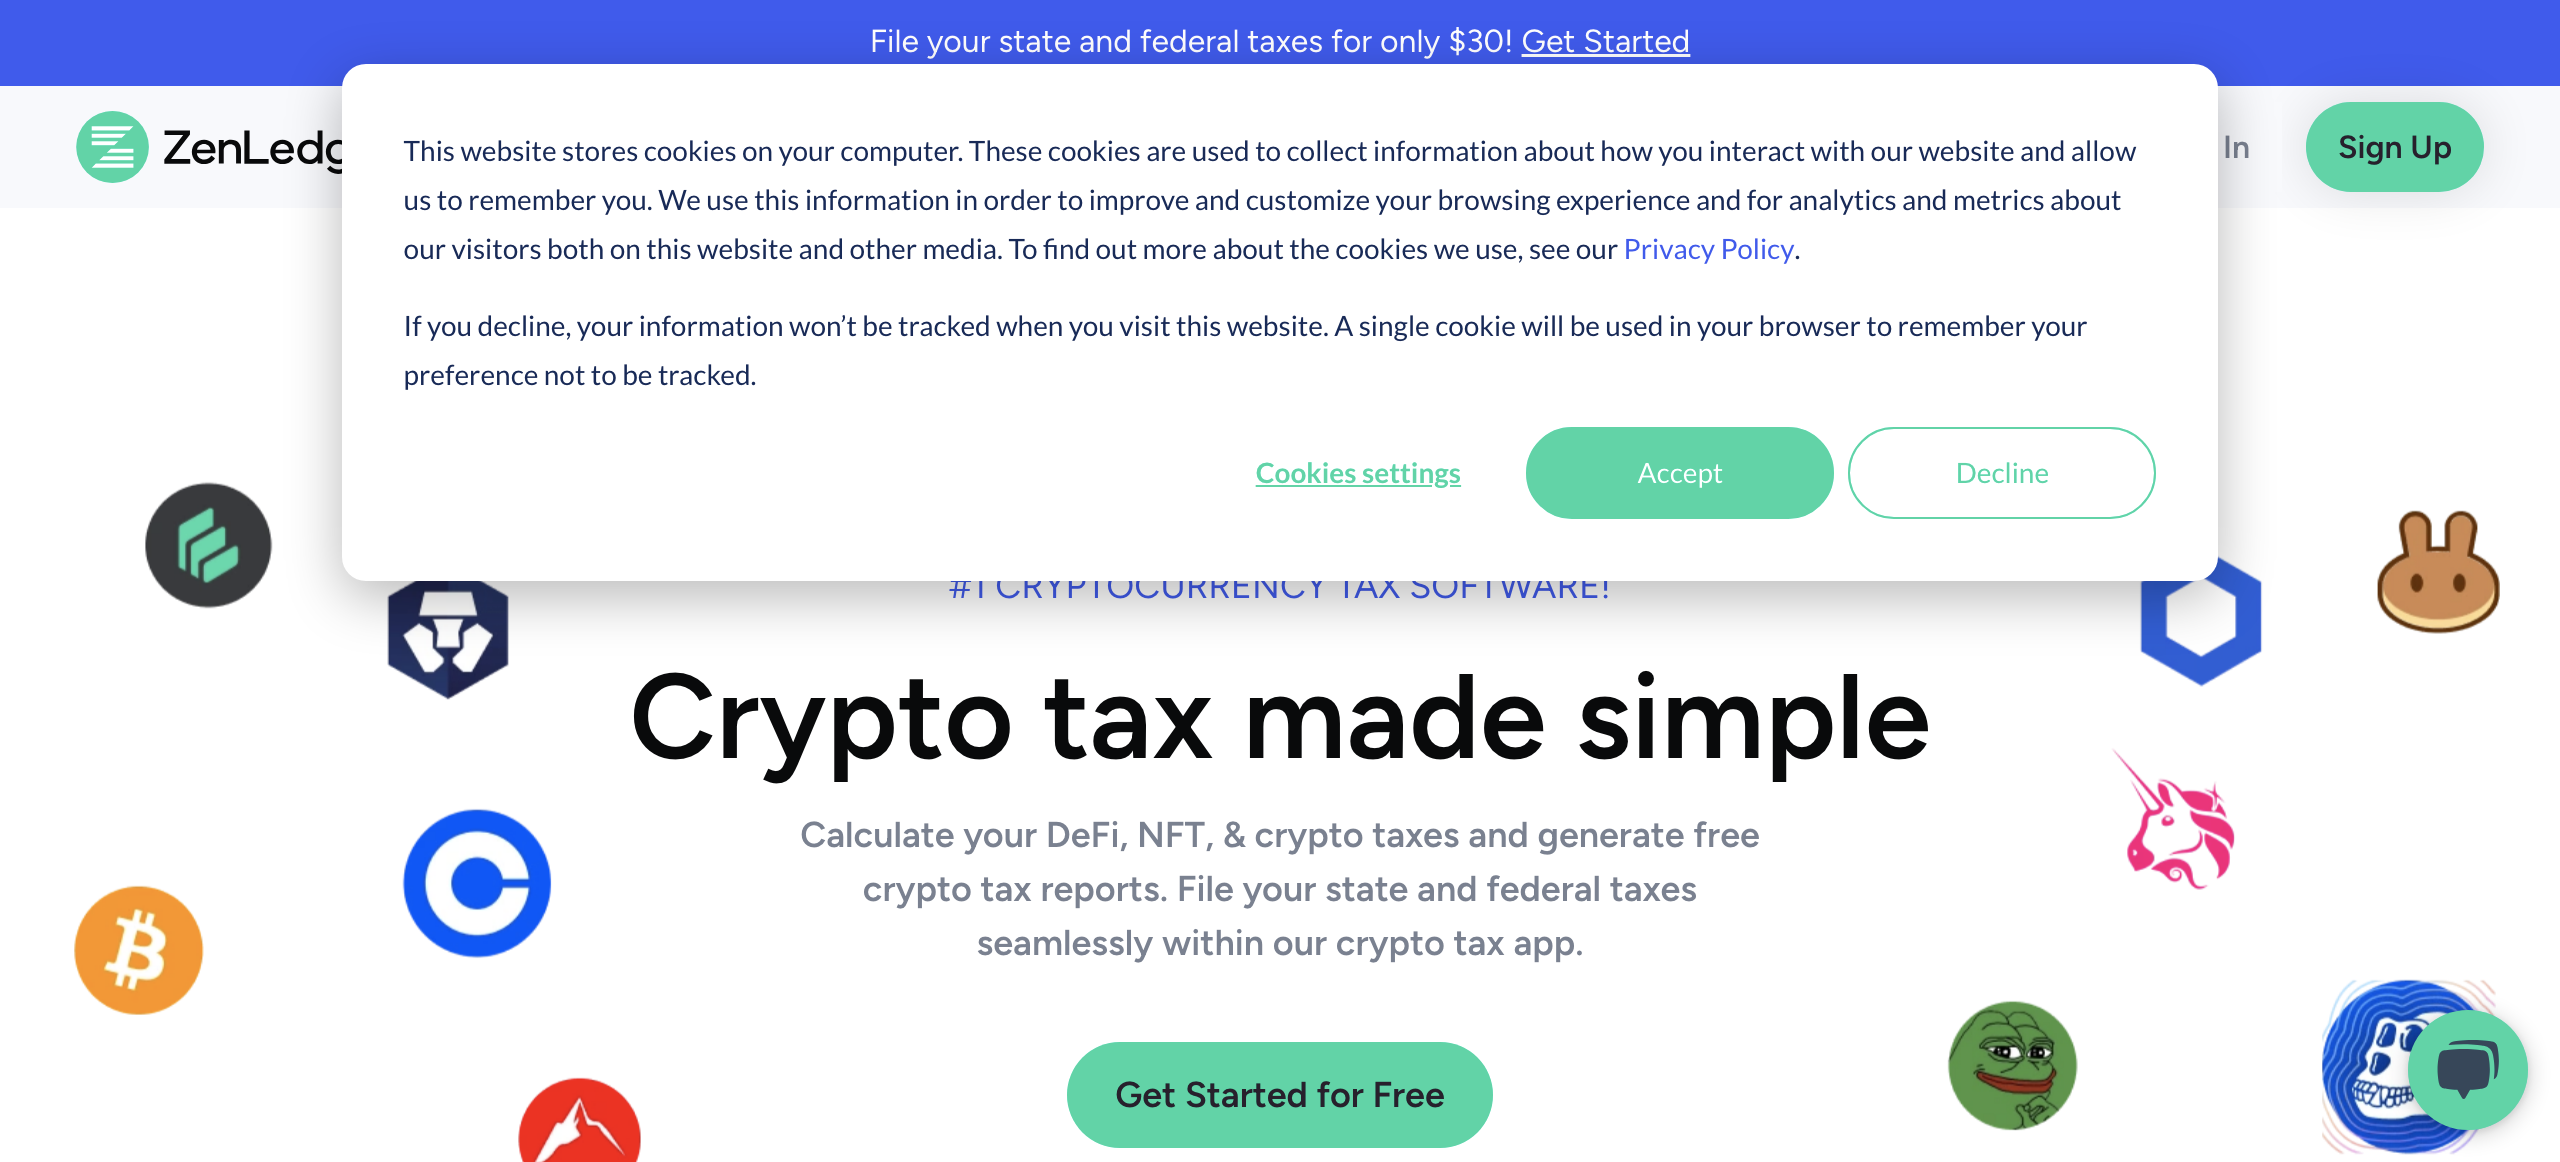 File your state and federal taxes for only $30! Get Started
ZenLedg
In
Sign Up
This website stores cookies on your computer. These cookies are used to collect information about how you interact with our website and allow
us to remember you. We use this information in order to improve and customize your browsing experience and for analytics and metrics about
our visitors both on this website and other media. To find out more about the cookies we use, see our Privacy Policy.
If you decline, your information won’t be tracked when you visit this website. A single cookie will be used in your browser to remember your
preference not to be tracked.
Cookies settings
Accept
Decline
#1 CRYPTOCURRENCY TAX SOFTWARE!
Crypto tax made simple
Calculate your DeFi, NFT, & crypto taxes and generate free
crypto tax reports. File your state and federal taxes
seamlessly within our crypto tax app.
Get Started for Free